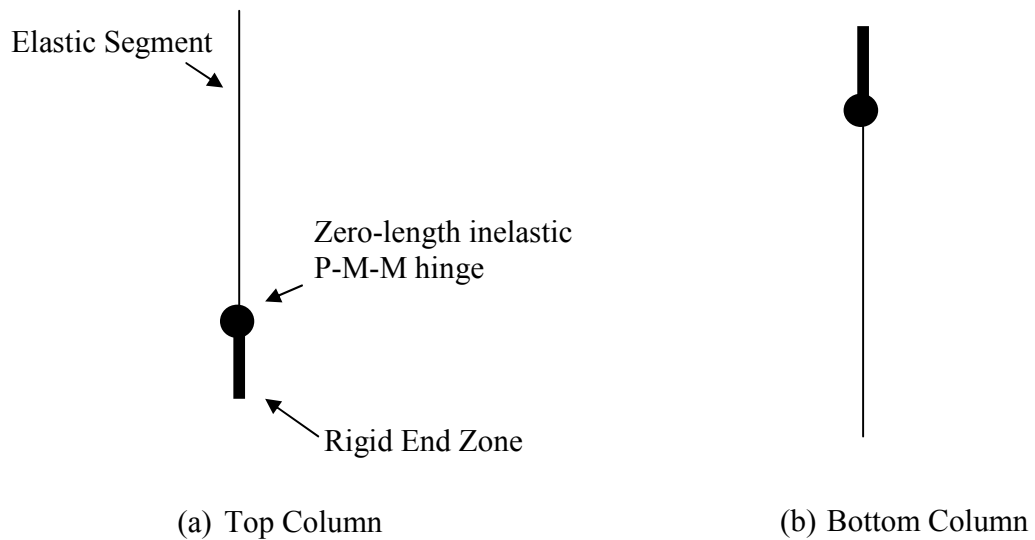 Elastic Segment
Zero-length inelastic
P-M-M hinge
Rigid End Zone
(a) Top Column
(b) Bottom Column